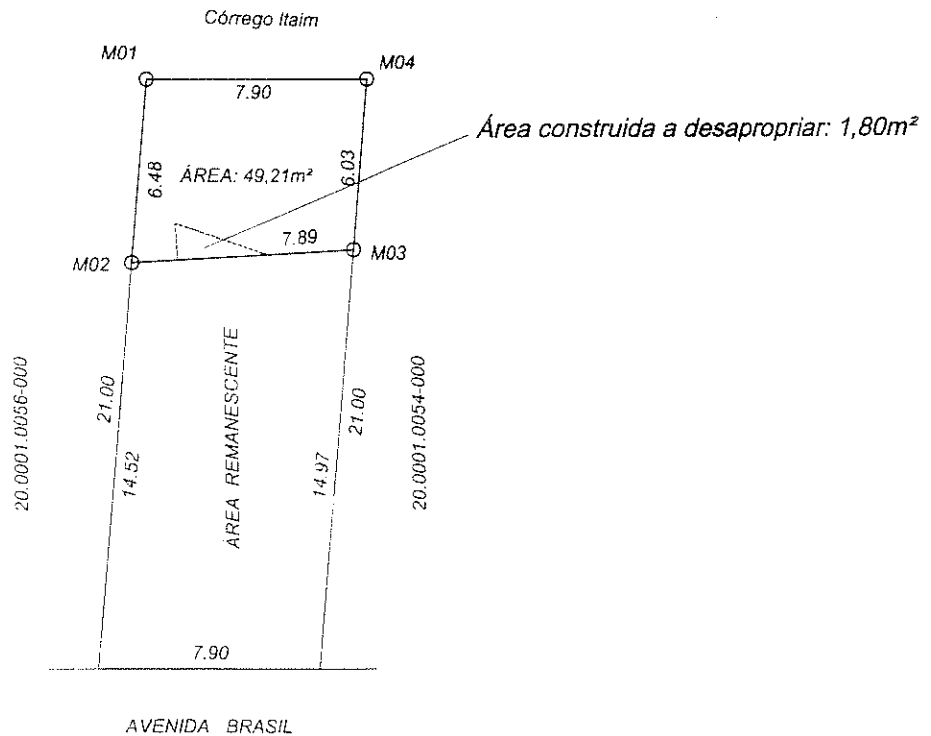 Córrego Itaim
M01
M04
7.90
Área construida a desapropriar: 1,80m²
6.48
ÁREA: 49,21m²
6.03
7.89
M02
M03
20.0001.0056-000
21.00
14.52
ÁREA REMANESCENTE
14.97
21.00
20.0001.0054-000
7.90
AVENIDA BRASIL